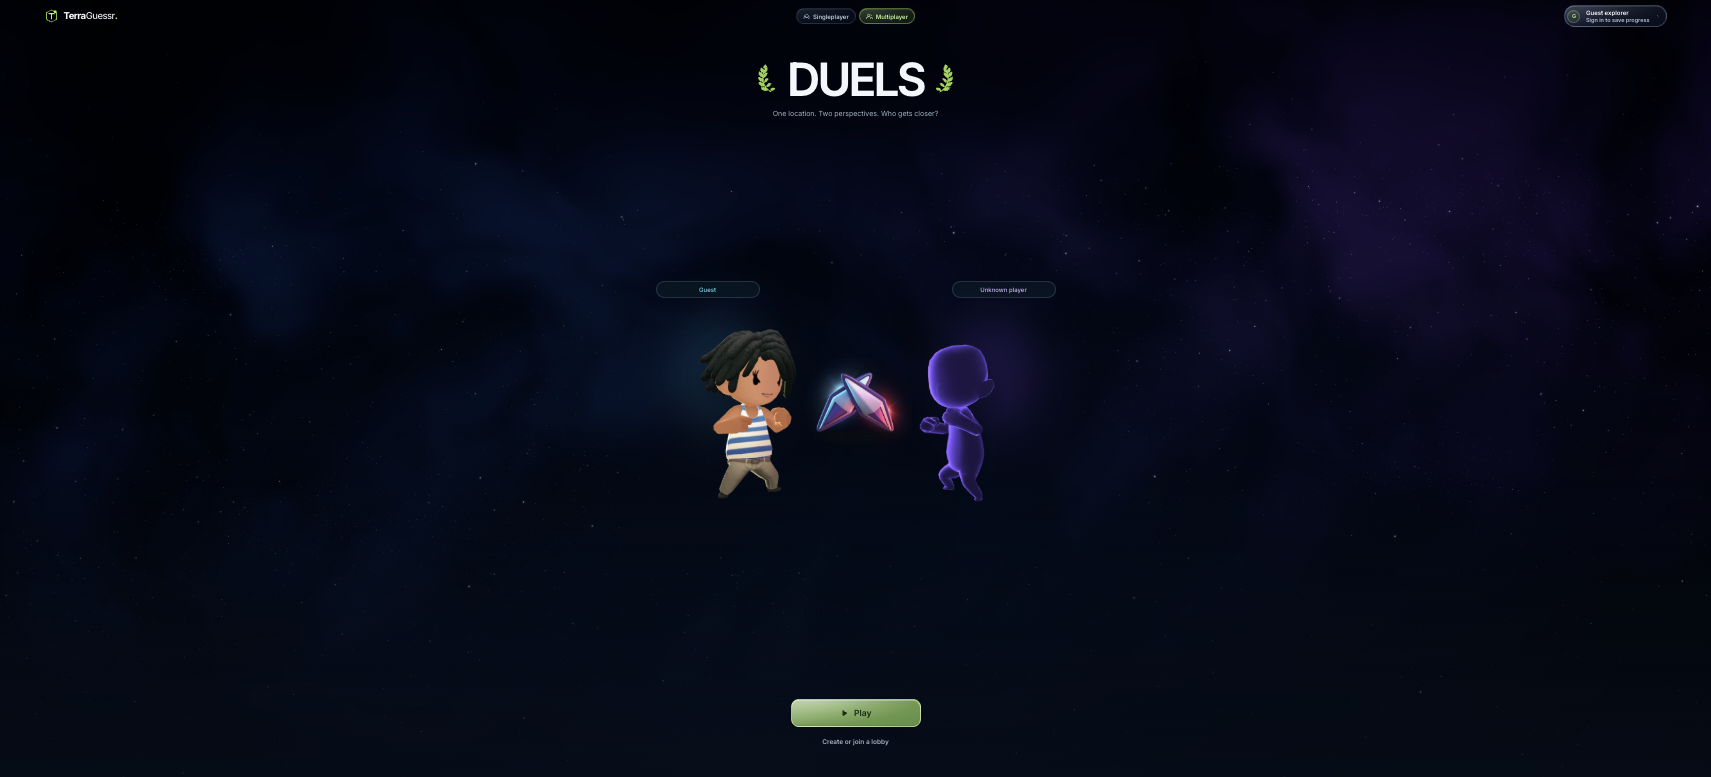 TerraGuessr.
Singleplayer
Multiplayer
G
Guest explorer
Sign in to save progress
DUELS
One location. Two perspectives. Who gets closer?
Guest
Unknown player
Play
Create or join a lobby